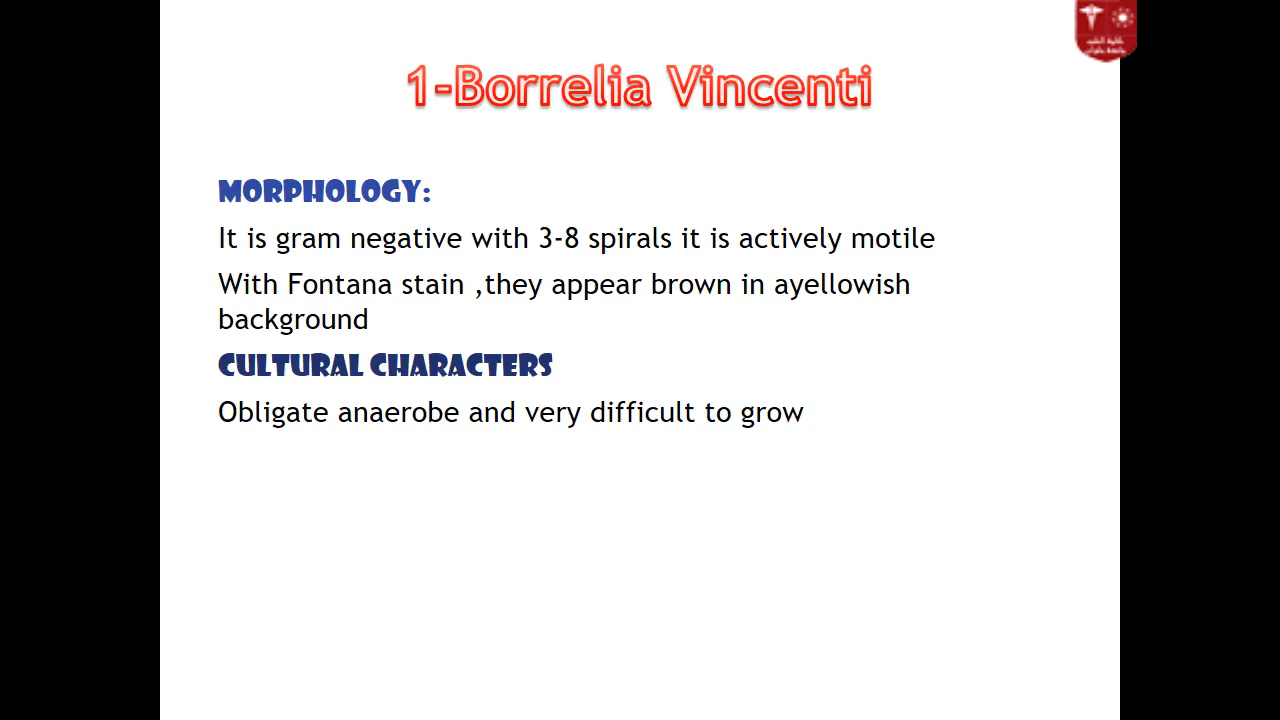 1-Borrelia Vincenti
MORPHOLOGY:
It is gram negative with 3-8 spirals it is actively motile
With Fontana stain ,they appear brown in ayellowish
background
CULTURAL CHARACTERS
Obligate anaerobe and very difficult to grow